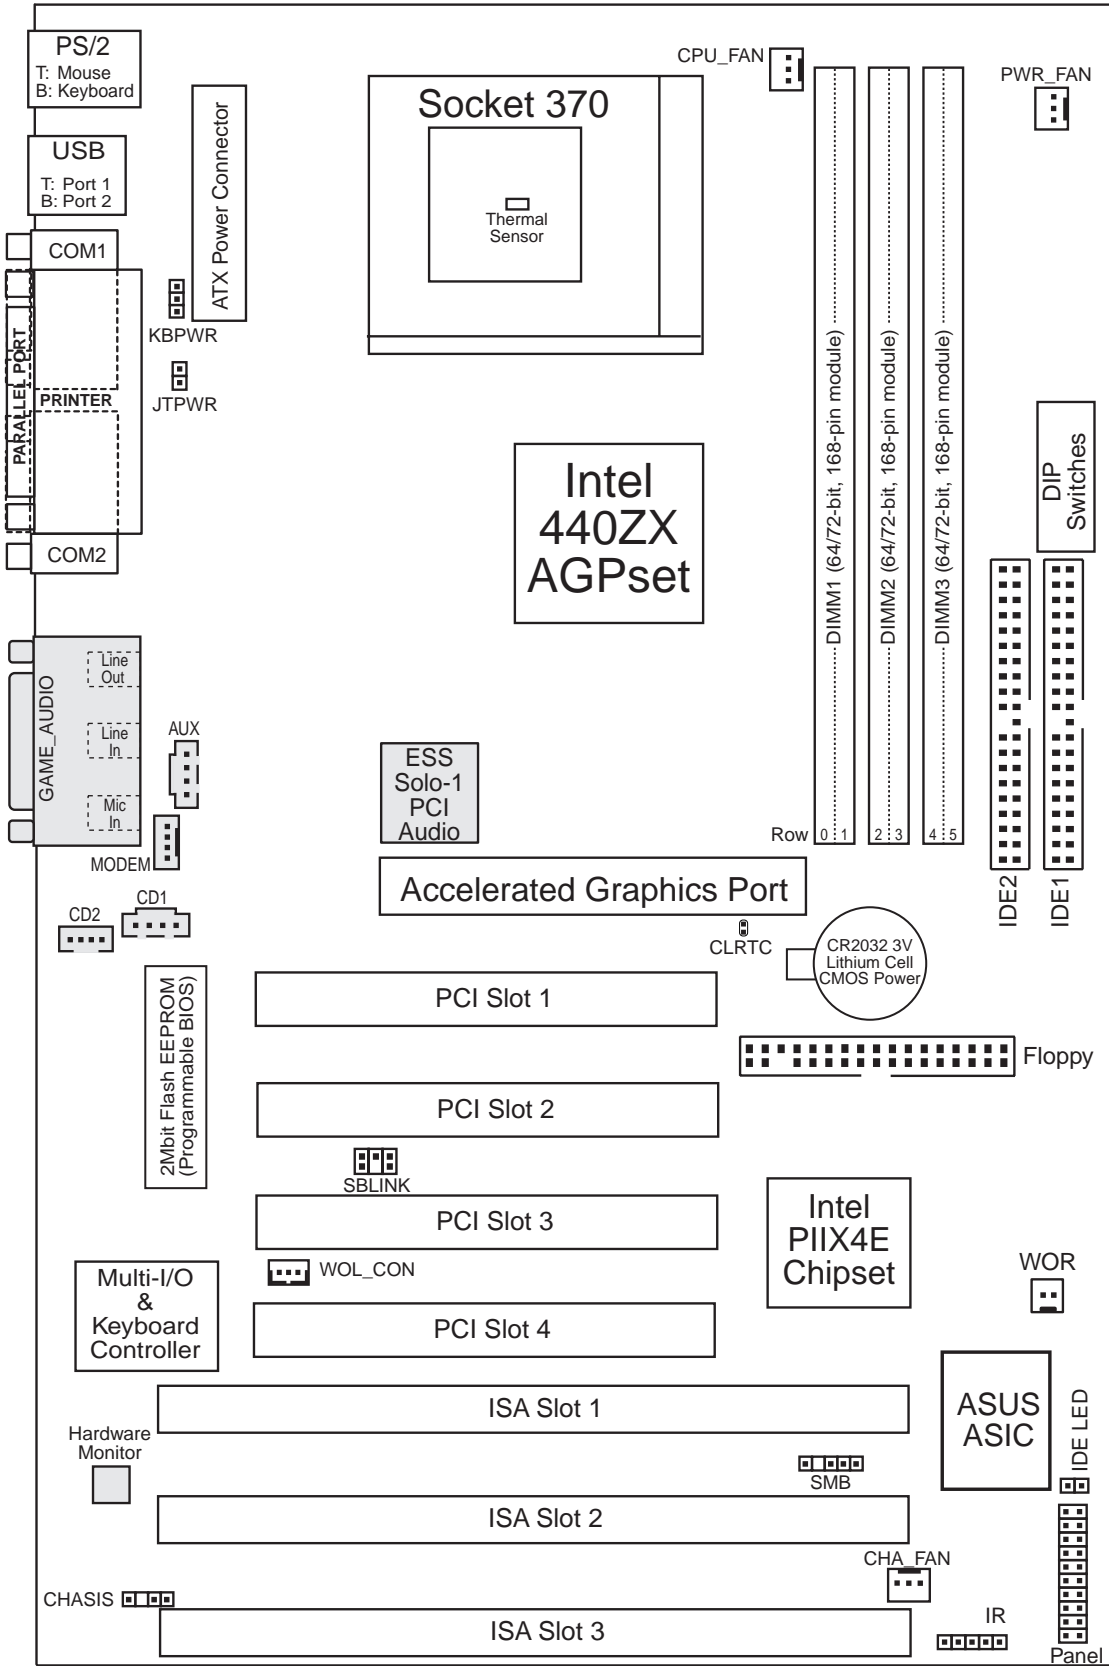 PS/2
T: Mouse
B: Keyboard
USB
T: Port 1
B: Port 2
COM1
PARALLEL PORT
PRINTER
COM2
ATX Power Connector
KBPWR
JTPWR
Socket 370
Thermal
Sensor
CPU_FAN
PWR_FAN
DIMM1 (64/72-bit, 168-pin module)
DIMM2 (64/72-bit, 168-pin module)
DIMM3 (64/72-bit, 168-pin module)
DIP
Switches
Intel
440ZX
AGPset
GAME_AUDIO
Line
Out
Line
In
Mic
In
AUX
MODEM
CD1
CD2
ESS
Solo-1
PCI
Audio
Row 0 1 2 3 4 5
IDE2
IDE1
Accelerated Graphics Port
CLRTC
CR2032 3V
Lithium Cell
CMOS Power
2Mbit Flash EEPROM
(Programmable BIOS)
PCI Slot 1
Floppy
PCI Slot 2
SBLINK
PCI Slot 3
Intel
PIIX4E
Chipset
WOL_CON
WOR
Multi-I/O
&
Keyboard
Controller
PCI Slot 4
ISA Slot 1
ASUS
ASIC
IDE LED
Hardware
Monitor
SMB
ISA Slot 2
CHA_FAN
CHASIS
ISA Slot 3
IR
Panel